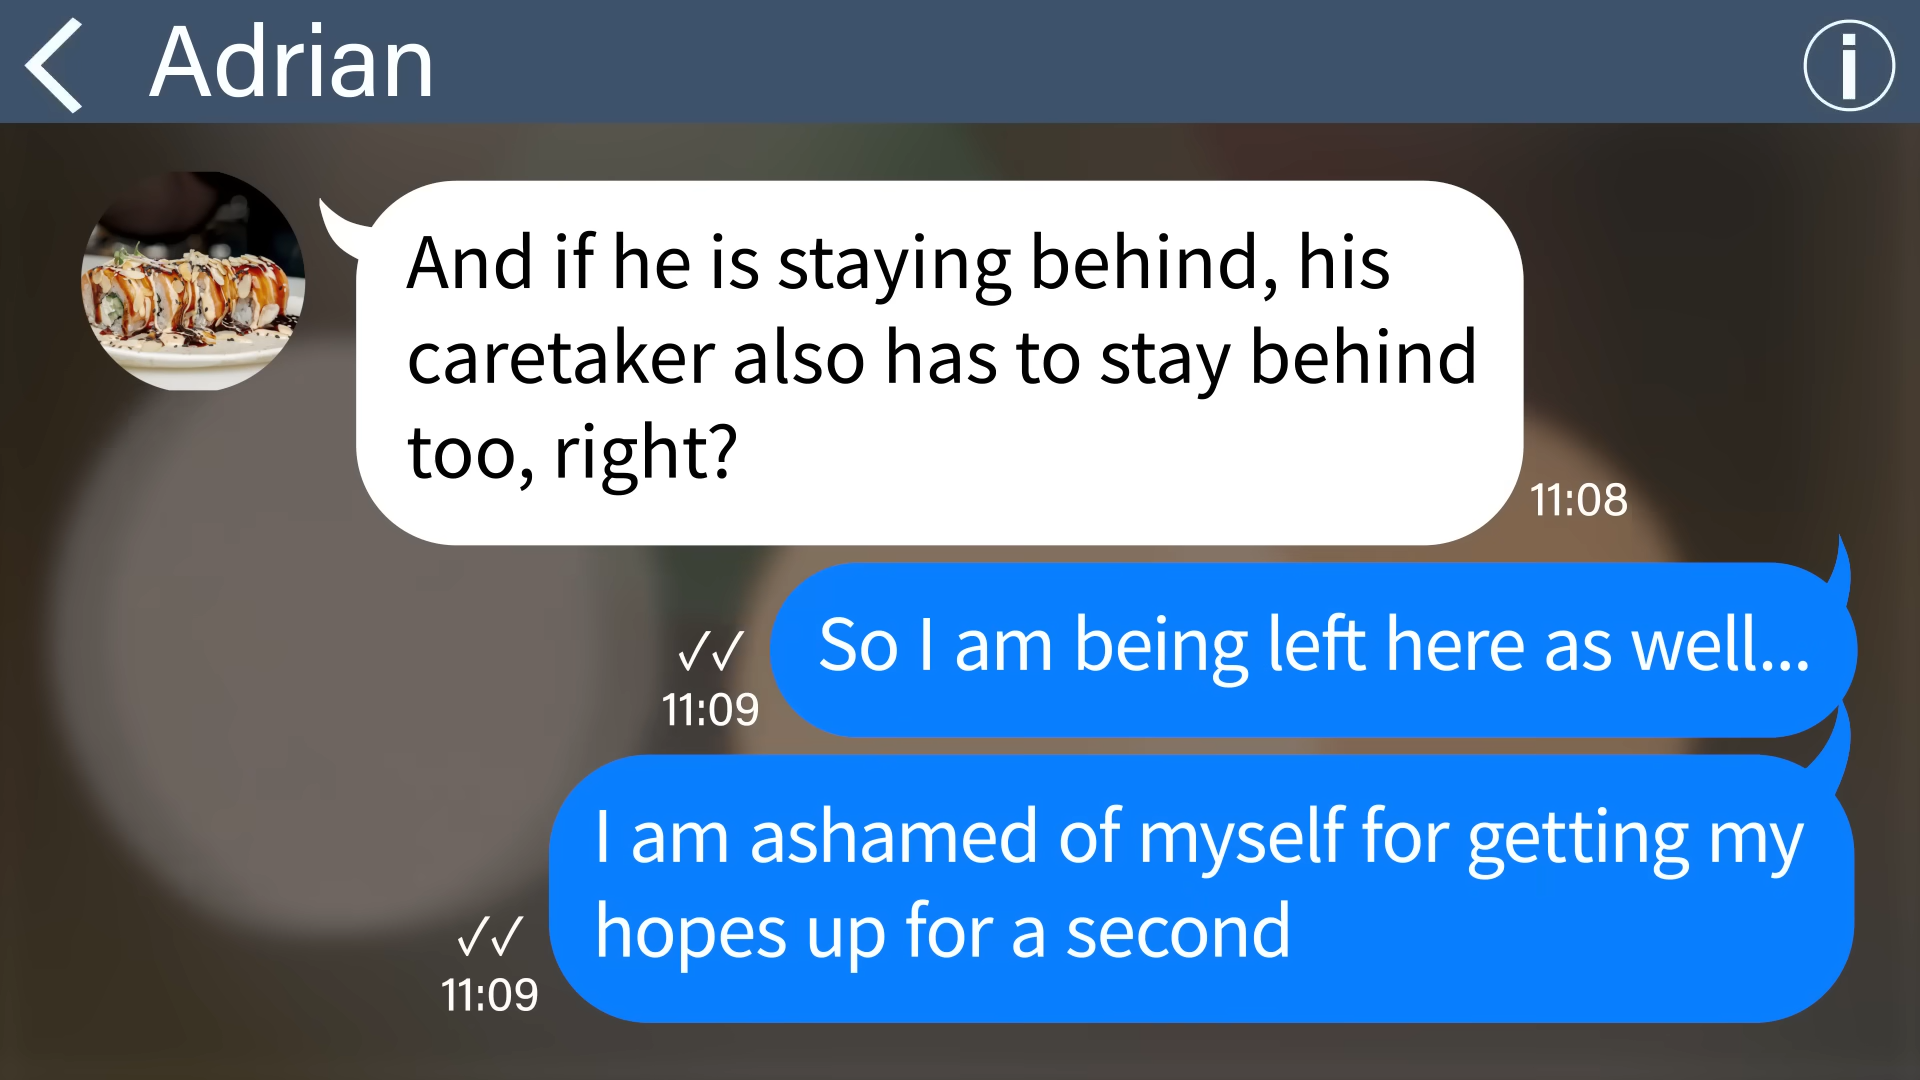 Adrian
And if he is staying behind, his
caretaker also has to stay behind
too, right?
11:08
So I am being left here as well...
11:09
I am ashamed of myself for getting my
hopes up for a second
11:09